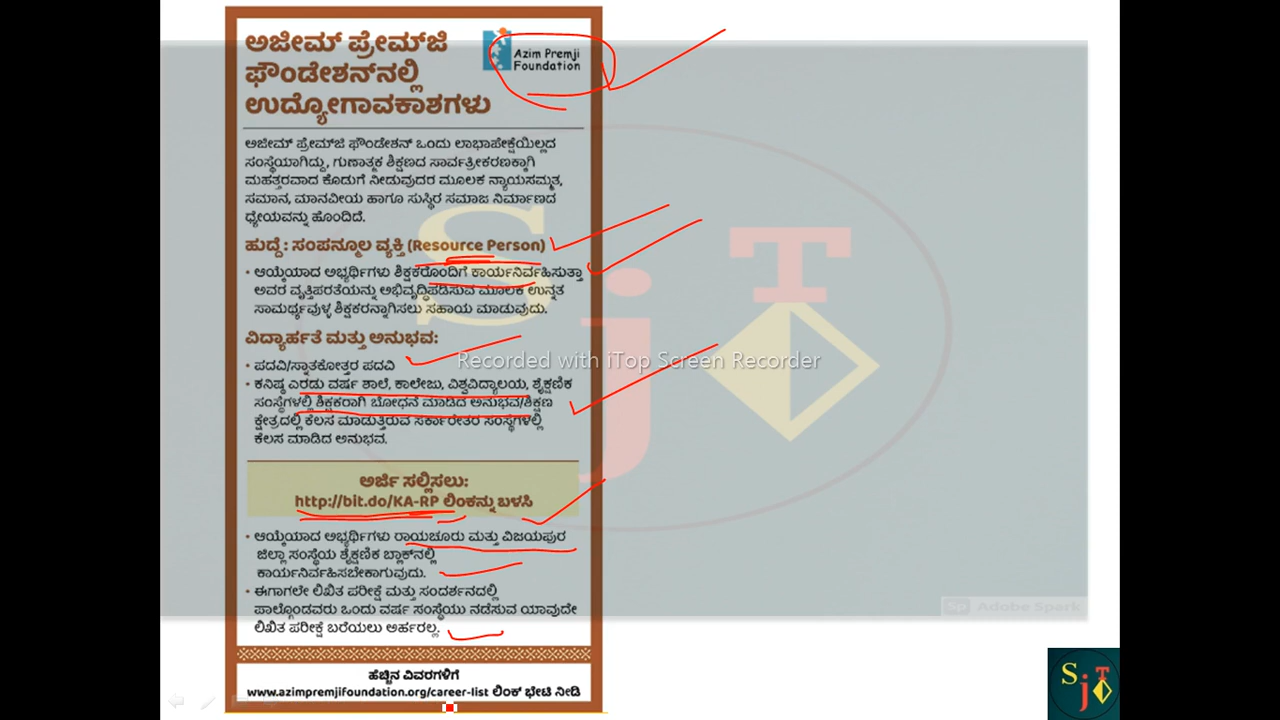 ಅಜೀಮ್ ಪ್ರೇಮ್‌ಜಿ
ಫೌಂಡೇಶನ್‌ನಲ್ಲಿ
ಉದ್ಯೋಗಾವಕಾಶಗಳು
Azim Premji
Foundation
ಅಜೀಮ್ ಪ್ರೇಮ್‌ಜಿ ಫೌಂಡೇಶನ್ ಒಂದು ಲಾಭಾಪೇಕ್ಷೆಯಿಲ್ಲದ
ಸಂಸ್ಥೆಯಾಗಿದ್ದು, ಗುಣಾತ್ಮಕ ಶಿಕ್ಷಣದ ಸಾರ್ವತ್ರೀಕರಣಕ್ಕಾಗಿ
ಮಹತ್ತರವಾದ ಕೊಡುಗೆ ನೀಡುವುದರ ಮೂಲಕ ನ್ಯಾಯಸಮ್ಮತ,
ಸಮಾನ, ಮಾನವೀಯ ಹಾಗೂ ಸುಸ್ಥಿರ ಸಮಾಜ ನಿರ್ಮಾಣದ
ಧ್ಯೇಯವನ್ನು ಹೊಂದಿದೆ.
ಹುದ್ದೆ : ಸಂಪನ್ಮೂಲ ವ್ಯಕ್ತಿ (Resource Person)
• ಆಯ್ಕೆಯಾದ ಅಭ್ಯರ್ಥಿಗಳು ಶಿಕ್ಷಕರೊಂದಿಗೆ ಕಾರ್ಯನಿರ್ವಹಿಸುತ್ತಾ
ಅವರ ವೃತ್ತಿಪರತೆಯನ್ನು ಅಭಿವೃದ್ಧಿಪಡಿಸುವ ಮೂಲಕ ಉನ್ನತ
ಸಾಮರ್ಥ್ಯವುಳ್ಳ ಶಿಕ್ಷಕರನ್ನಾಗಿಸಲು ಸಹಾಯ ಮಾಡುವುದು.
ವಿದ್ಯಾರ್ಹತೆ ಮತ್ತು ಅನುಭವ:
• ಪದವಿ/ಸ್ನಾತಕೋತ್ತರ ಪದವಿ
• ಕನಿಷ್ಠ ಎರಡು ವರ್ಷ ಶಾಲೆ, ಕಾಲೇಜು, ವಿಶ್ವವಿದ್ಯಾಲಯ, ಶೈಕ್ಷಣಿಕ
ಸಂಸ್ಥೆಗಳಲ್ಲಿ ಶಿಕ್ಷಕರಾಗಿ ಬೋಧನೆ ಮಾಡಿದ ಅನುಭವ/ಶಿಕ್ಷಣ
ಕ್ಷೇತ್ರದಲ್ಲಿ ಕೆಲಸ ಮಾಡುತ್ತಿರುವ ಸರ್ಕಾರೇತರ ಸಂಸ್ಥೆಗಳಲ್ಲಿ
ಕೆಲಸ ಮಾಡಿದ ಅನುಭವ.
Recorded with iTop Screen Recorder
ಅರ್ಜಿ ಸಲ್ಲಿಸಲು:
http://bit.do/KA-RP ಲಿಂಕನ್ನು ಬಳಸಿ
• ಆಯ್ಕೆಯಾದ ಅಭ್ಯರ್ಥಿಗಳು ರಾಯಚೂರು ಮತ್ತು ವಿಜಯಪುರ
ಜಿಲ್ಲಾ ಸಂಸ್ಥೆಯ ಶೈಕ್ಷಣಿಕ ಬ್ಲಾಕ್‌ನಲ್ಲಿ
ಕಾರ್ಯನಿರ್ವಹಿಸಬೇಕಾಗುವುದು.
• ಈಗಾಗಲೇ ಲಿಖಿತ ಪರೀಕ್ಷೆ ಮತ್ತು ಸಂದರ್ಶನದಲ್ಲಿ
ಪಾಲ್ಗೊಂಡವರು ಒಂದು ವರ್ಷ ಸಂಸ್ಥೆಯು ನಡೆಸುವ ಯಾವುದೇ
ಲಿಖಿತ ಪರೀಕ್ಷೆ ಬರೆಯಲು ಅರ್ಹರಲ್ಲ.
ಹೆಚ್ಚಿನ ವಿವರಗಳಿಗೆ
www.azimpremjifoundation.org/career-list ಲಿಂಕ್ ಭೇಟಿ ನೀಡಿ
SjT
Sp Adobe Spark
SjT